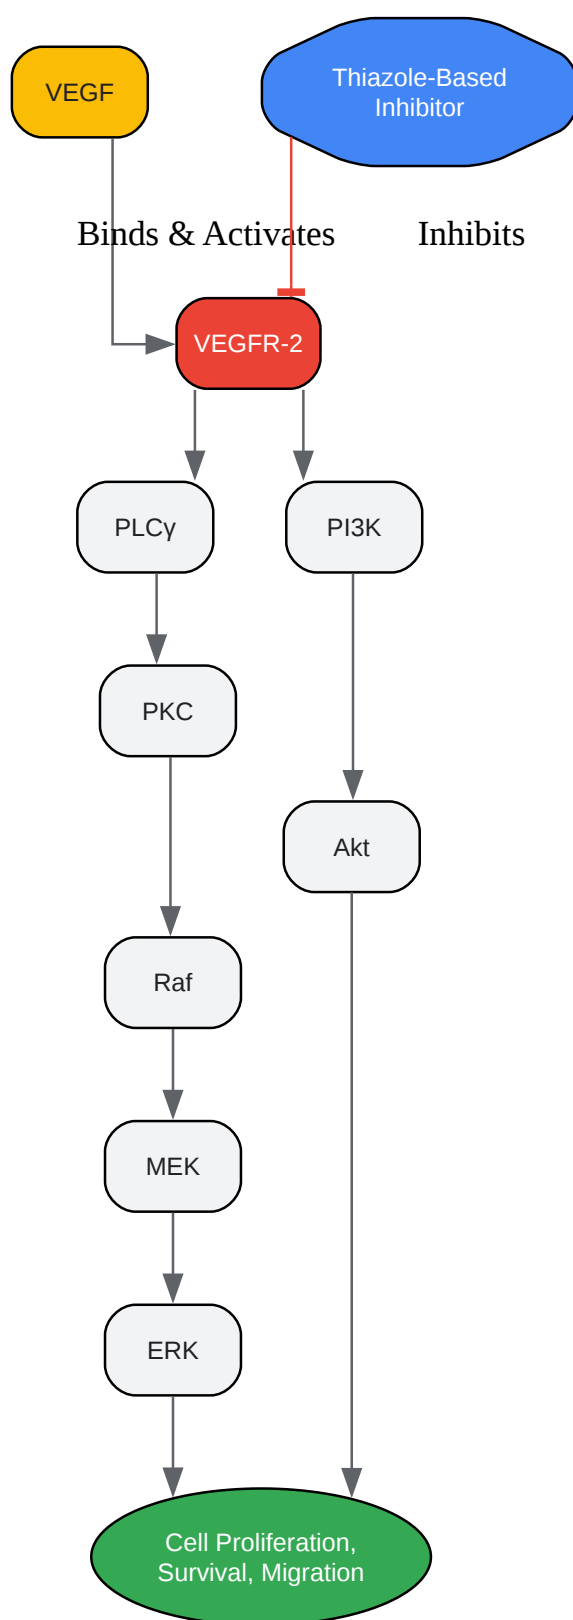 VEGF
Thiazole-Based
Inhibitor
Binds & Activates
Inhibits
VEGFR-2
PLCγ
PI3K
PKC
Akt
Raf
MEK
ERK
Cell Proliferation,
Survival, Migration